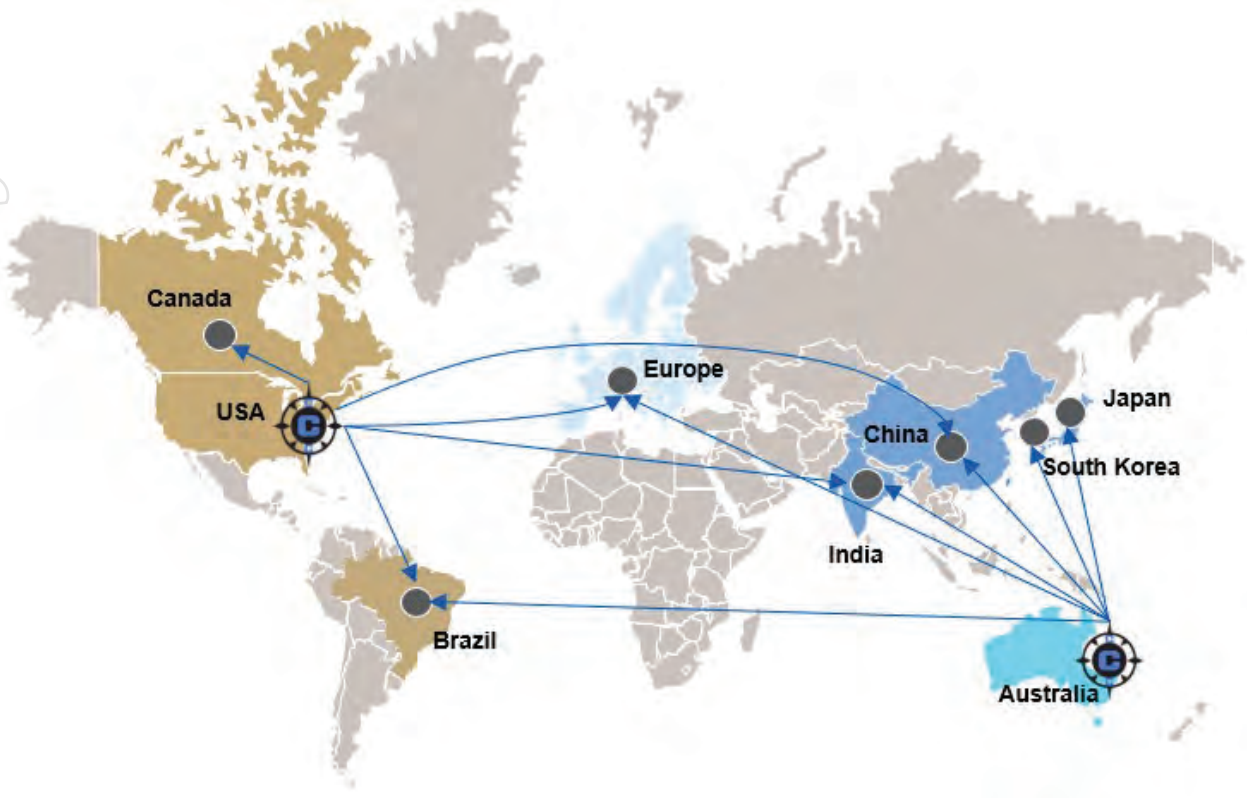 Canada
USA
C
Europe
China
Japan
South Korea
India
Brazil
C
Australia